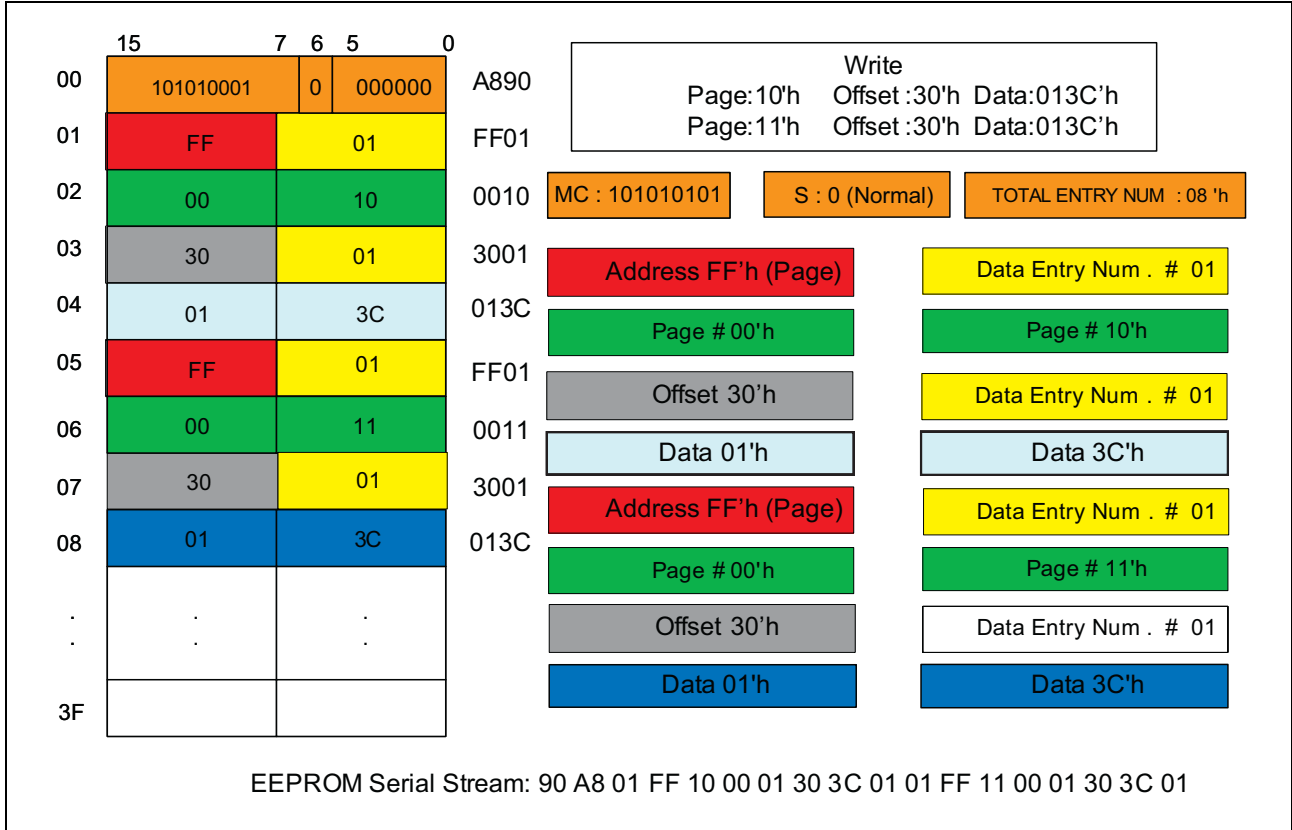 15 7 6 5 0
00 101010001 0 000000 A890
01 FF 01 FF01
02 00 10 0010
03 30 01 3001
04 01 3C 013C
05 FF 01 FF01
06 00 11 0011
07 30 01 3001
08 01 3C 013C
. . .
. . .
3F
Write
Page:10'h Offset :30'h Data:013C'h
Page:11'h Offset :30'h Data:013C'h
MC : 101010101 S : 0 (Normal) TOTAL ENTRY NUM : 08 'h
Address FF'h (Page) Data Entry Num . # 01
Page # 00'h Page # 10'h
Offset 30'h Data Entry Num . # 01
Data 01'h Data 3C'h
Address FF'h (Page) Data Entry Num . # 01
Page # 00'h Page # 11'h
Offset 30'h Data Entry Num . # 01
Data 01'h Data 3C'h
EEPROM Serial Stream: 90 A8 01 FF 10 00 01 30 3C 01 01 FF 11 00 01 30 3C 01